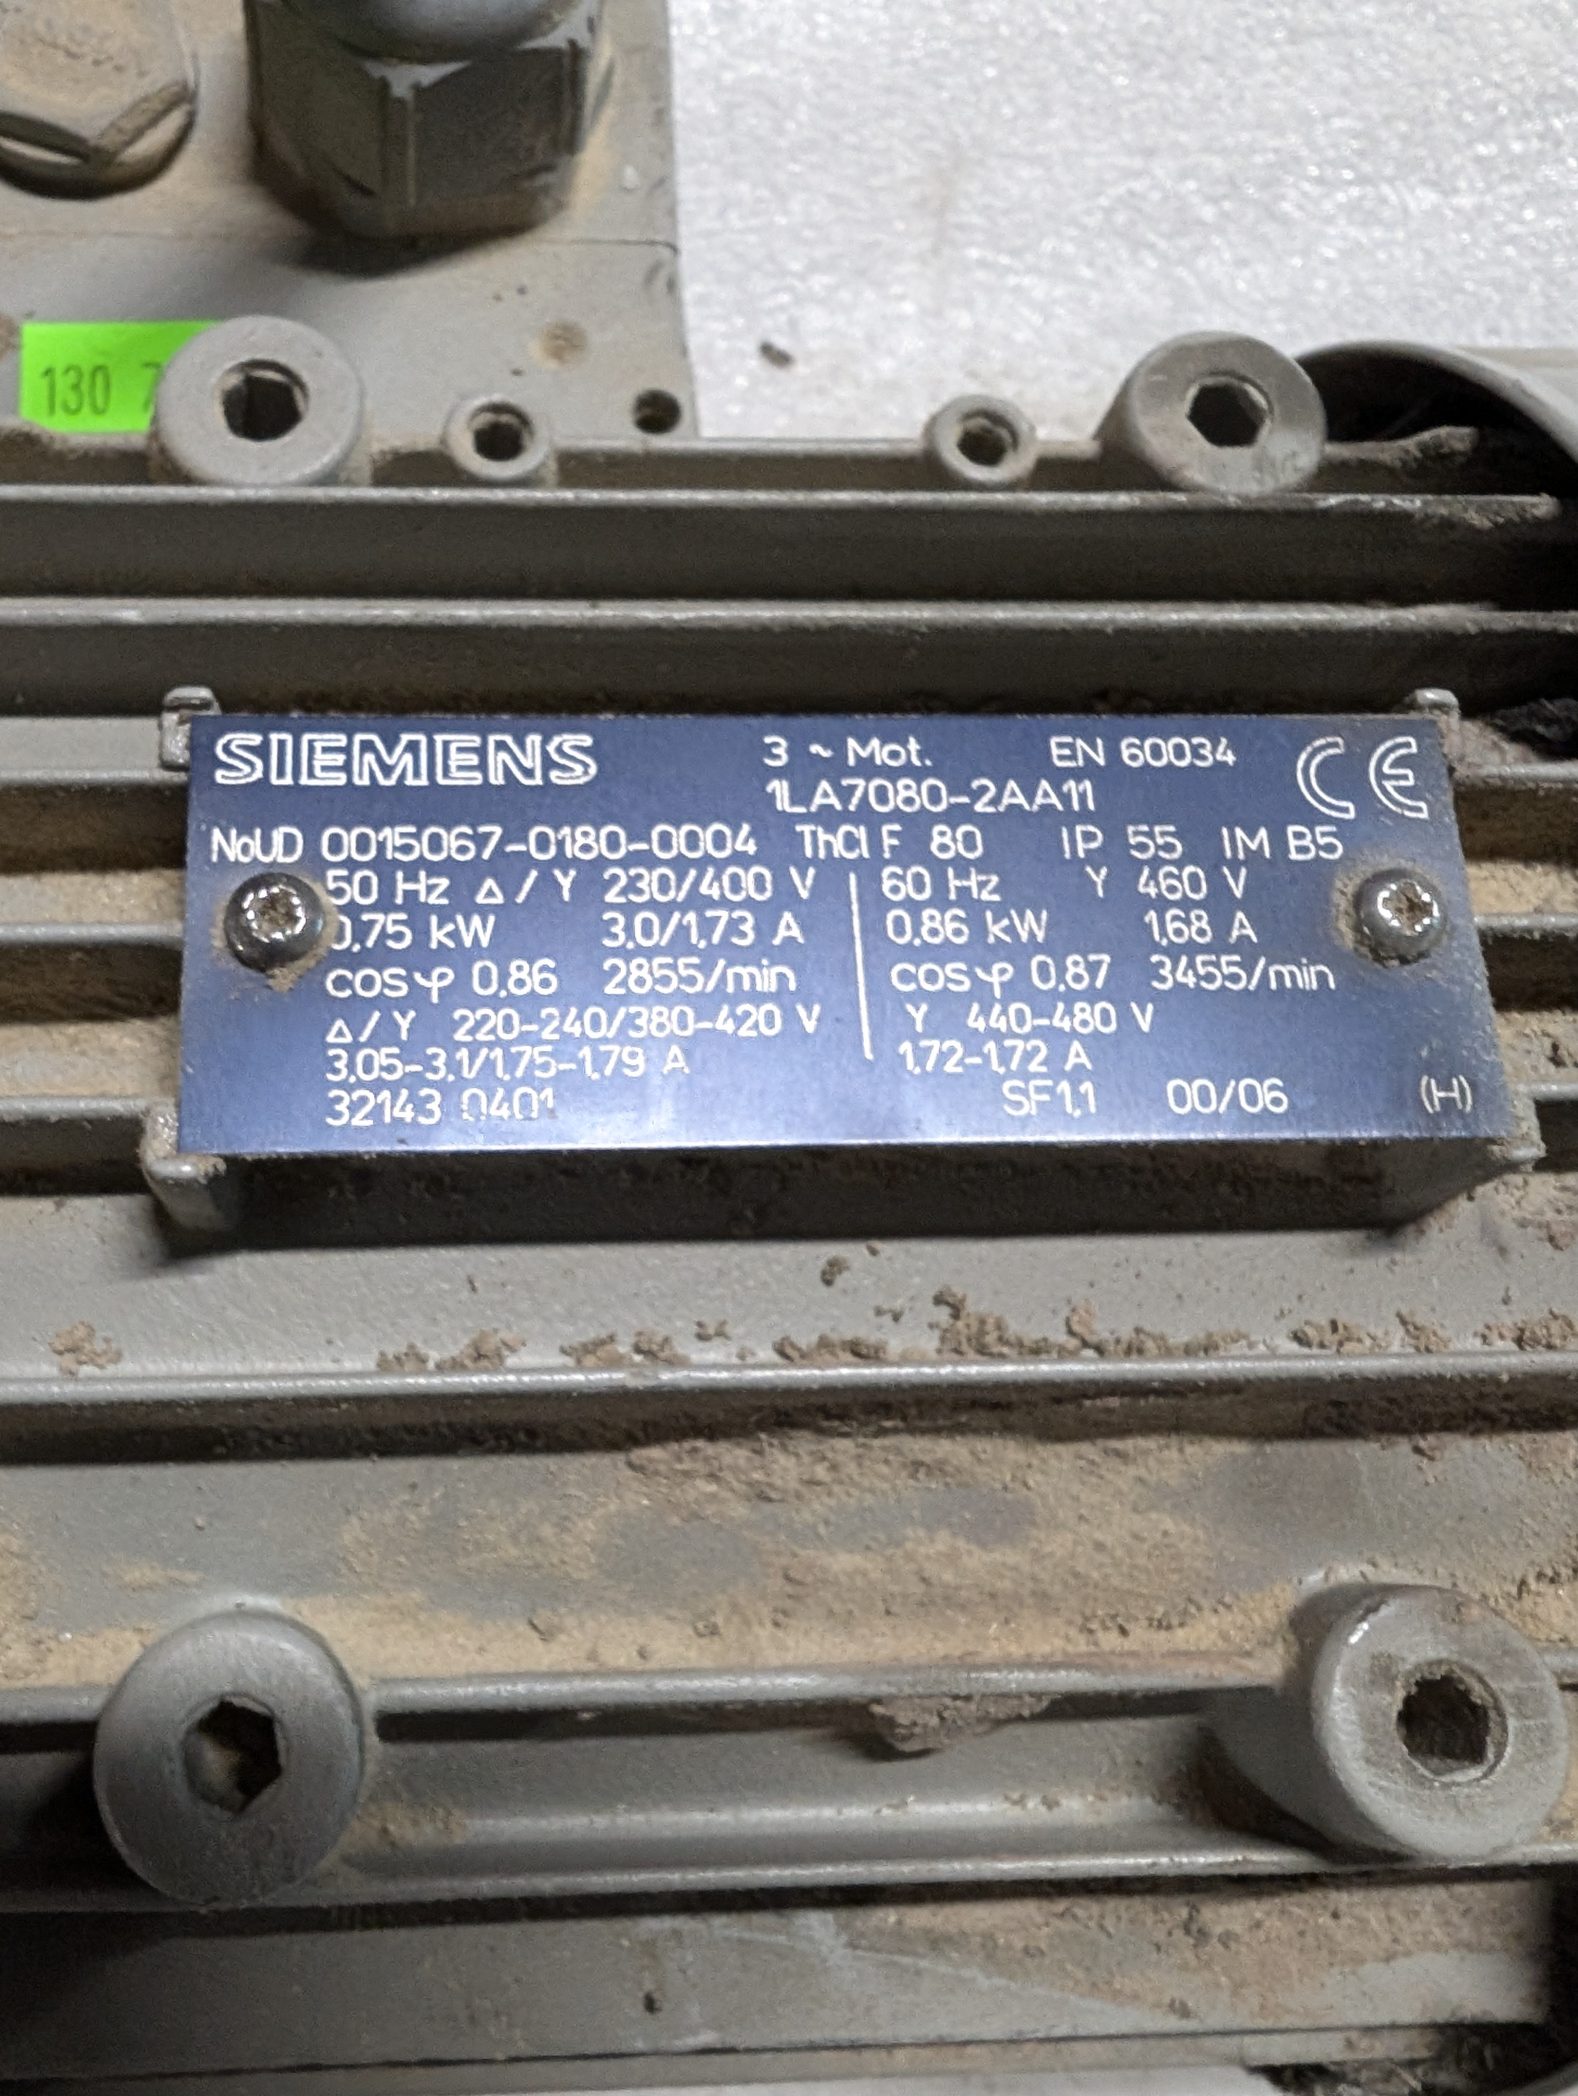 130 7
SIEMENS 3 ~ Mot. EN 60034 CE
1LA7080-2AA11
NoUD 0015067-0180-0004 ThCl F 80 IP 55 IM B5
50 Hz Δ/Y 230/400 V 60 Hz Y 460 V
0,75 kW 3.0/1,73 A 0.86 kW 1.68 A
cosφ 0.86 2855/min cosφ 0.87 3455/min
Δ/Y 220-240/380-420 V Y 440-480 V
3.05-3.1/1.75-1.79 A 1.72-1.72 A
32143 0401 SF1.1 00/06 (H)